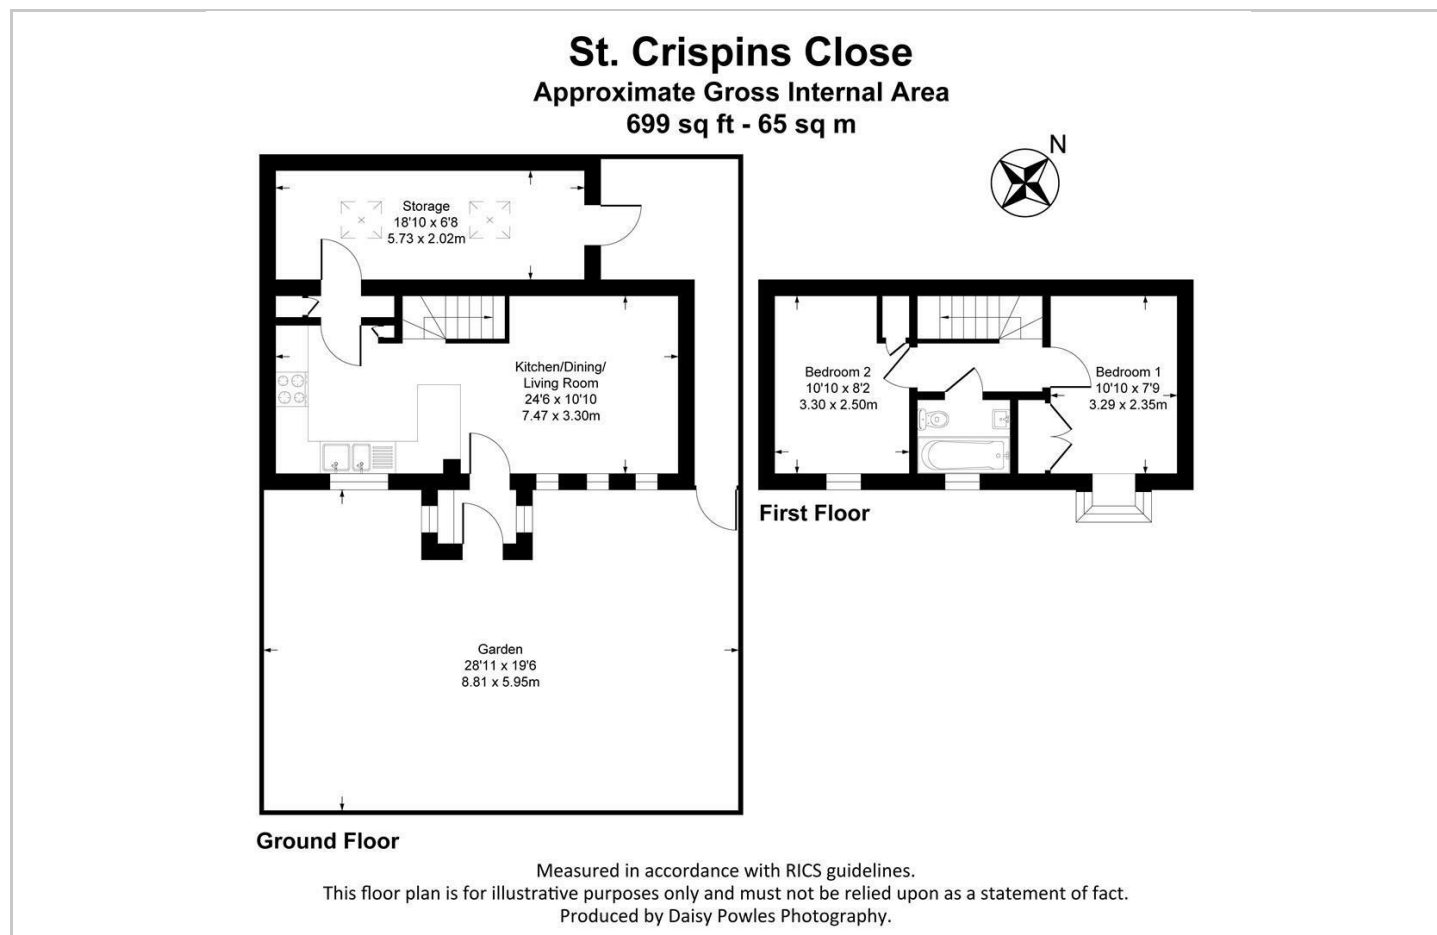 St. Crispins Close
Approximate Gross Internal Area
699 sq ft - 65 sq m
N
Storage
18'10 x 6'8
5.73 x 2.02m
Kitchen/Dining/
Living Room
24'6 x 10'10
7.47 x 3.30m
Garden
28'11 x 19'6
8.81 x 5.95m
Ground Floor
Bedroom 2
10'10 x 8'2
3.30 x 2.50m
Bedroom 1
10'10 x 7'9
3.29 x 2.35m
First Floor
Measured in accordance with RICS guidelines.
This floor plan is for illustrative purposes only and must not be relied upon as a statement of fact.
Produced by Daisy Powles Photography.